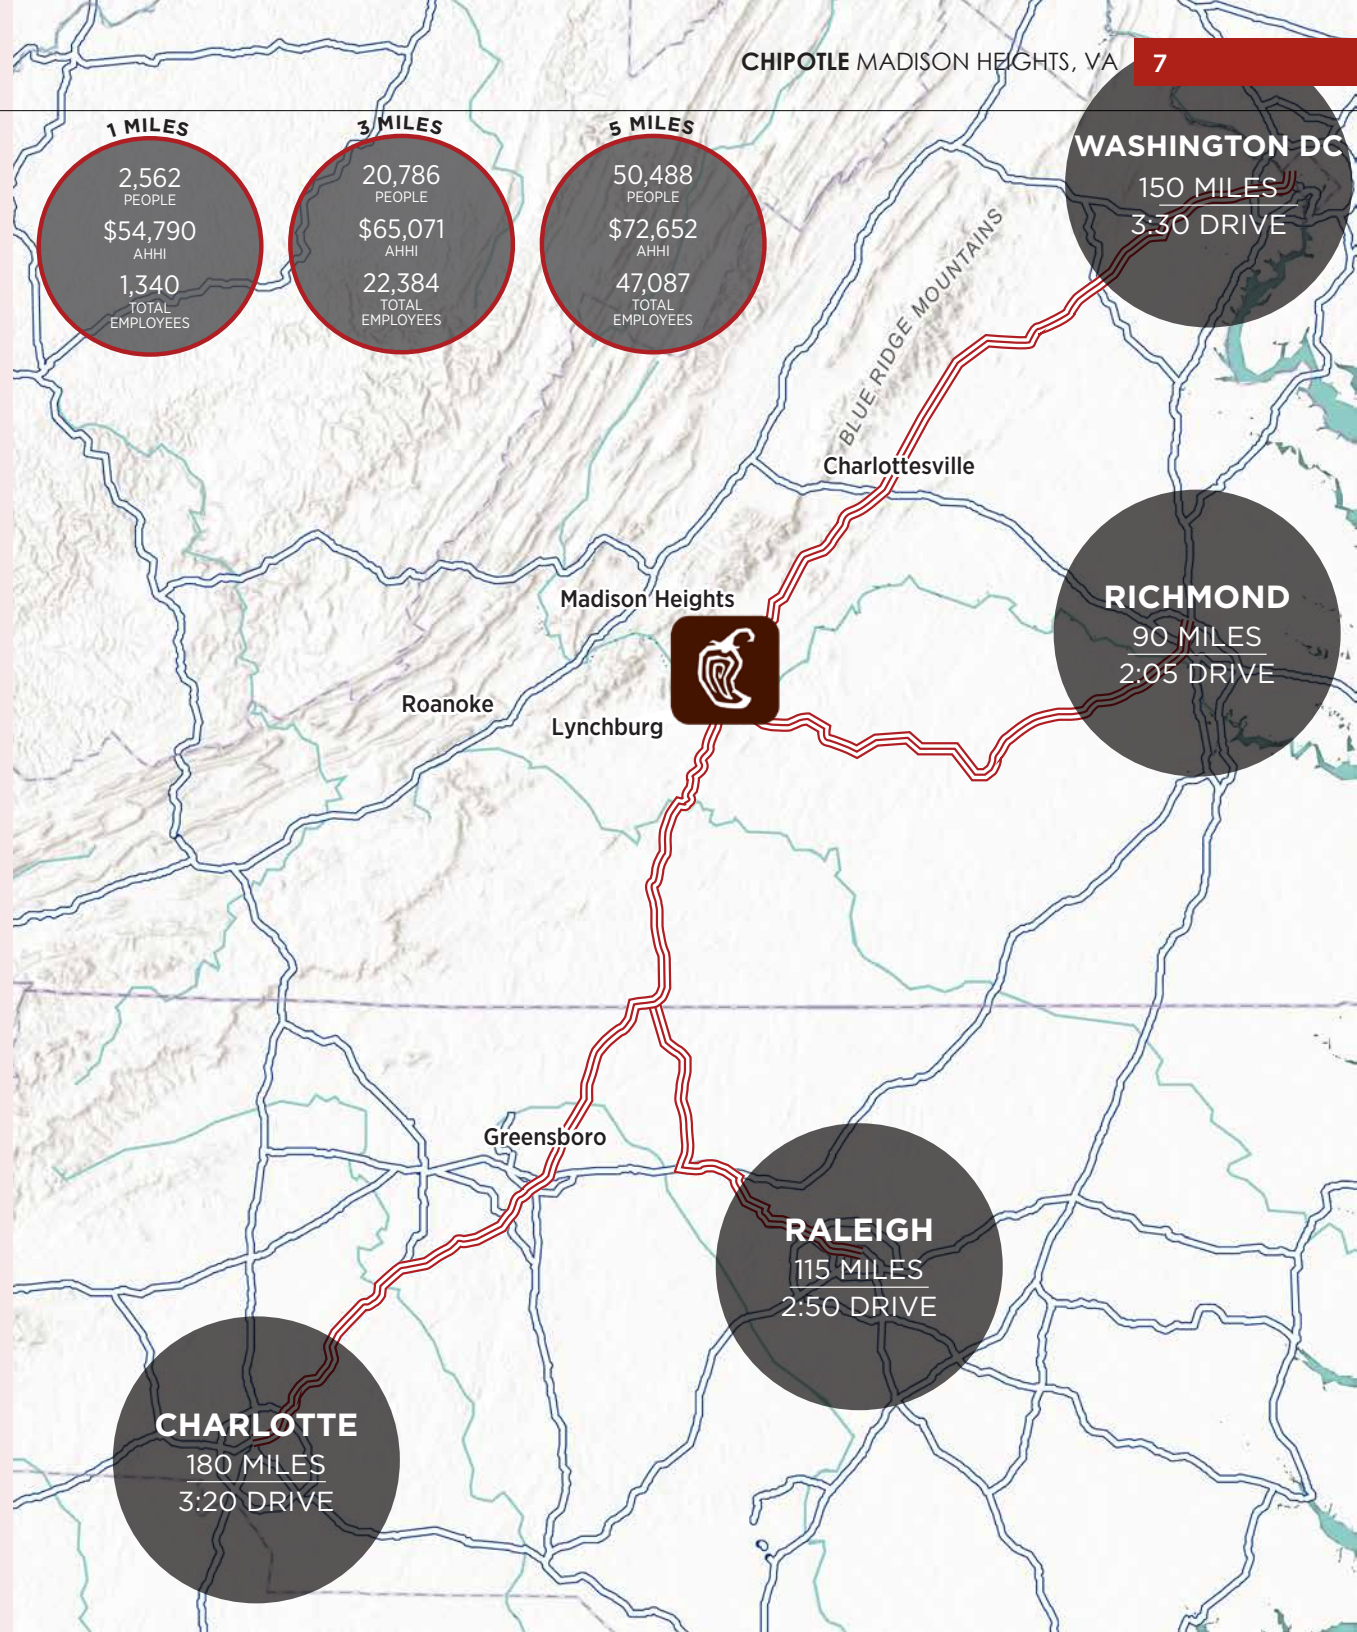 CHIPOTLE MADISON HEIGHTS, VA 7
1 MILES
2,562
PEOPLE
$54,790
AHHI
1,340
TOTAL
EMPLOYEES
3 MILES
20,786
PEOPLE
$65,071
AHHI
22,384
TOTAL
EMPLOYEES
5 MILES
50,488
PEOPLE
$72,652
AHHI
47,087
TOTAL
EMPLOYEES
WASHINGTON DC
150 MILES
3:30 DRIVE
BLUE RIDGE MOUNTAINS
Charlottesville
RICHMOND
90 MILES
2:05 DRIVE
Madison Heights
Roanoke
Lynchburg
Greensboro
RALEIGH
115 MILES
2:50 DRIVE
CHARLOTTE
180 MILES
3:20 DRIVE